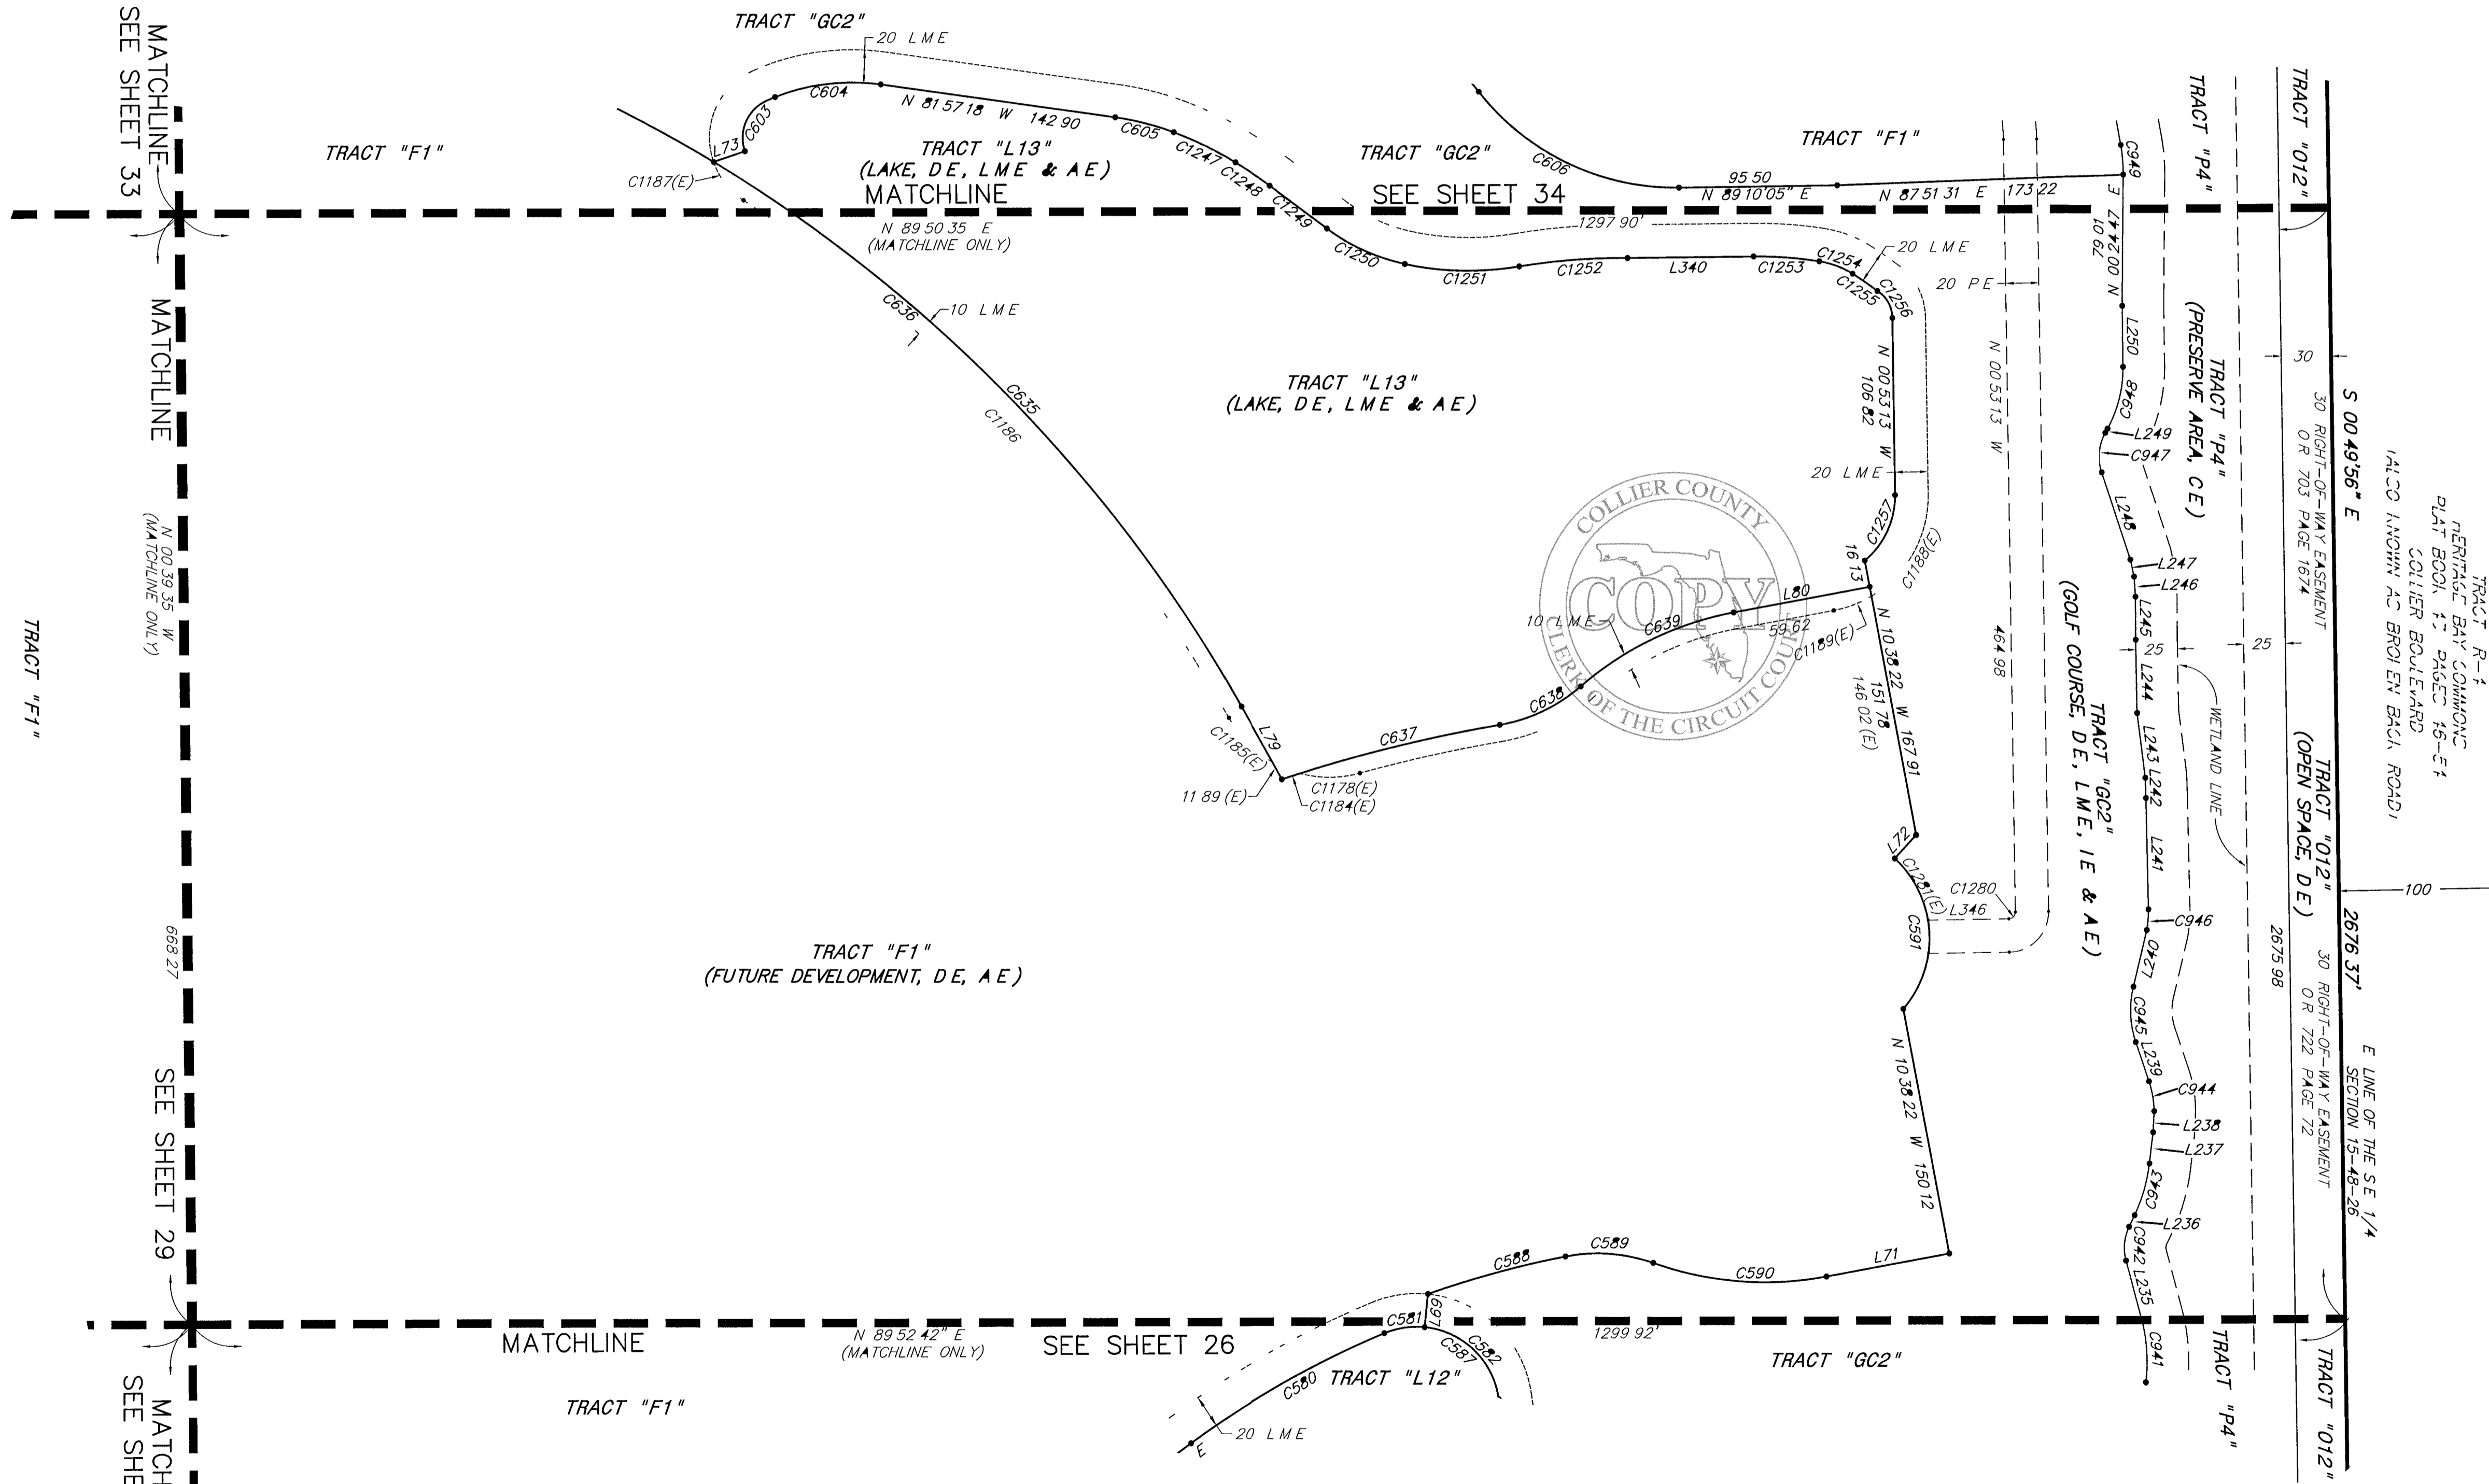 TRACT "GC2"
20 LME
MATCHLINE
SEE SHEET 33
TRACT "F1"
C604
C603
L73
N 81 57 18 W 142 90
C605
C1247
C1248
C1249
C1187(E)
TRACT "L13"
(LAKE, DE, LME & AE)
MATCHLINE
SEE SHEET 34
TRACT "GC2"
C606
TRACT "F1"
95 50
N 89 10'05" E
N 87 51 31 E 173 22
C949
TRACT "P4"
TRACT "O12"
N 89 50 35 E
(MATCHLINE ONLY)
1297 90'
C1250
C1251
C1252
L340
C1253
C1254
C1255
C1256
20 LME
20 PE
N 00 24 47 E
79 01
L250
C948
L249
C947
L248
L247
L246
L245
L244
L243
L242
L241
C946
L240
C945
L239
C944
L238
L237
C943
L236
C942
L235
C941
C636
10 LME
C635
C1186
TRACT "L13"
(LAKE, DE, LME & AE)
N 00 53 13 W
106 82
N 00 53 13 W
464 98
20 LME
C1257
C1188(E)
16 13
L80
59 62
C1189(E)
10 LME
C639
C638
C637
COLLIER COUNTY
COPY
CLERK OF THE CIRCUIT COURT
L79
C1185(E)
11 89 (E)
C1178(E)
C1184(E)
N 10 38 22 W 167 91
151 78
146 02 (E)
L72
C1281(E)
C1280
L346
C591
N 10 38 22 W 150 12
TRACT "P4"
(PRESERVE AREA, CE)
TRACT "GC2"
(GOLF COURSE, DE, LME, IE & AE)
WETLAND LINE
25
25
30
30 RIGHT-OF-WAY EASEMENT
OR 703 PAGE 1674
S 00 49'56" E
2676 37'
TRACT "O12"
(OPEN SPACE, DE)
2675 98
30 RIGHT-OF-WAY EASEMENT
OR 722 PAGE 72
E LINE OF THE SE 1/4
SECTION 15-48-26
100
HERITAGE BAY COMMONS
COLLIER BOULEVARD
MATCHLINE
N 00 39 35 W
(MATCHLINE ONLY)
668 27
SEE SHEET 29
TRACT "F1"
TRACT "F1"
(FUTURE DEVELOPMENT, DE, AE)
C588
C589
C590
L71
MATCHLINE
N 89 52 42" E
(MATCHLINE ONLY)
SEE SHEET 26
1299 92'
C581
L697
C582
C587
C580
TRACT "L12"
20 LME
E
TRACT "F1"
TRACT "GC2"
TRACT "P4"
TRACT "O12"